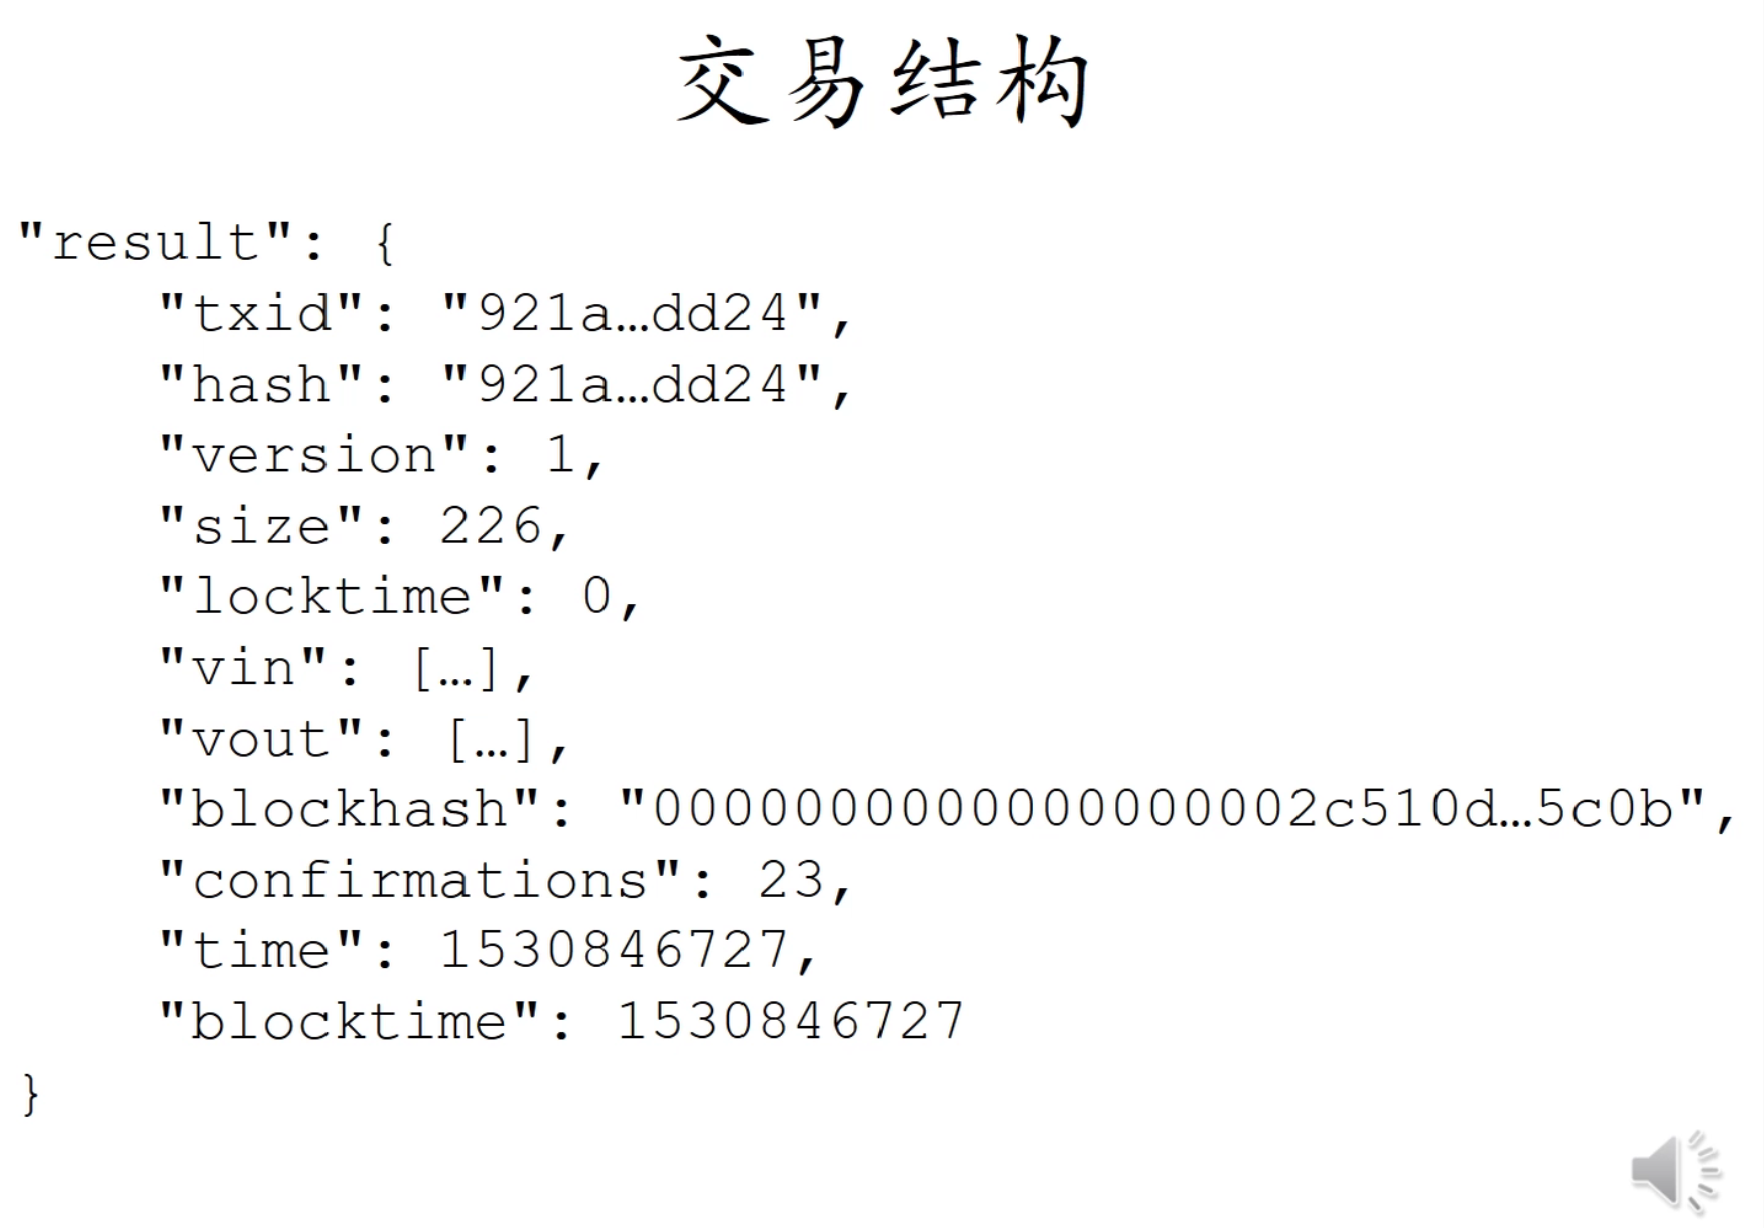 交易结构
"result": {
"txid": "921a…dd24",
"hash": "921a…dd24",
"version": 1,
"size": 226,
"locktime": 0,
"vin": […],
"vout": […],
"blockhash": "0000000000000000002c510d…5c0b",
"confirmations": 23,
"time": 1530846727,
"blocktime": 1530846727
}